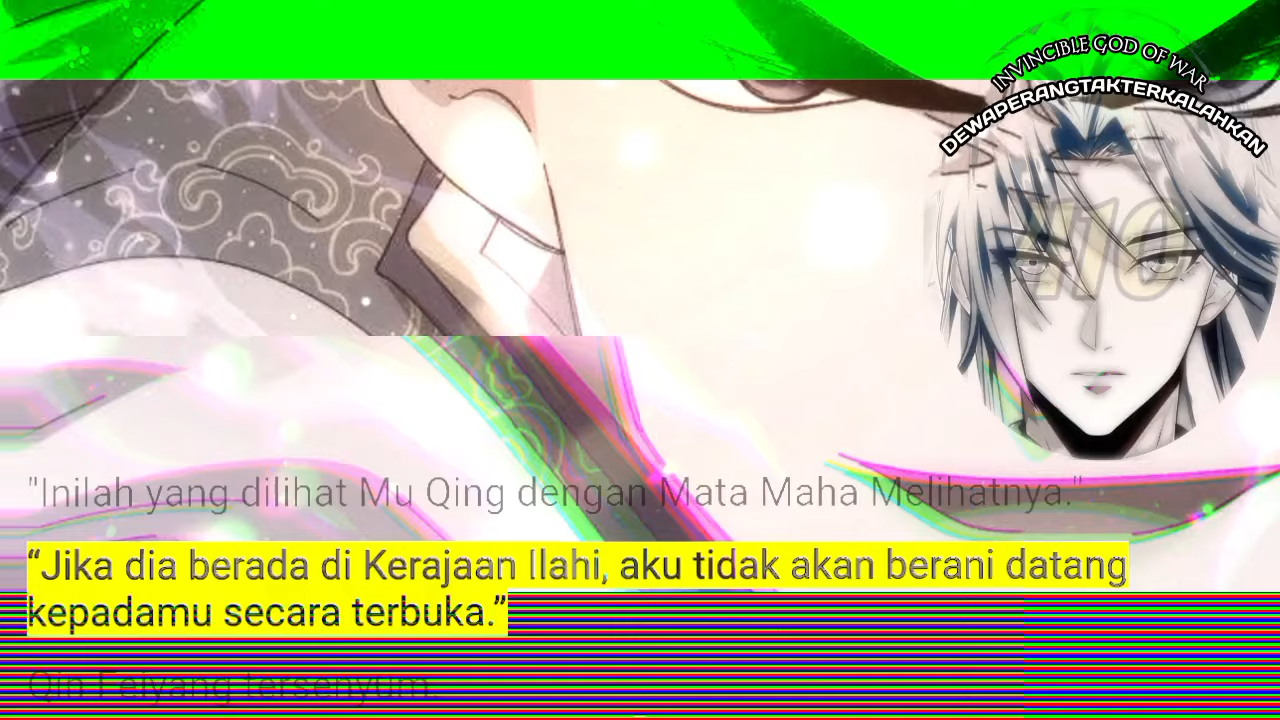 INVINCIBLE GOD OF WAR
DEWAPERANGTAKTERKALAHKAN
410
"Inilah yang dilihat Mu Qing dengan Mata Maha Melihatnya."
“Jika dia berada di Kerajaan Ilahi, aku tidak akan berani datang
kepadamu secara terbuka.”
Qin Feiyang tersenyum.